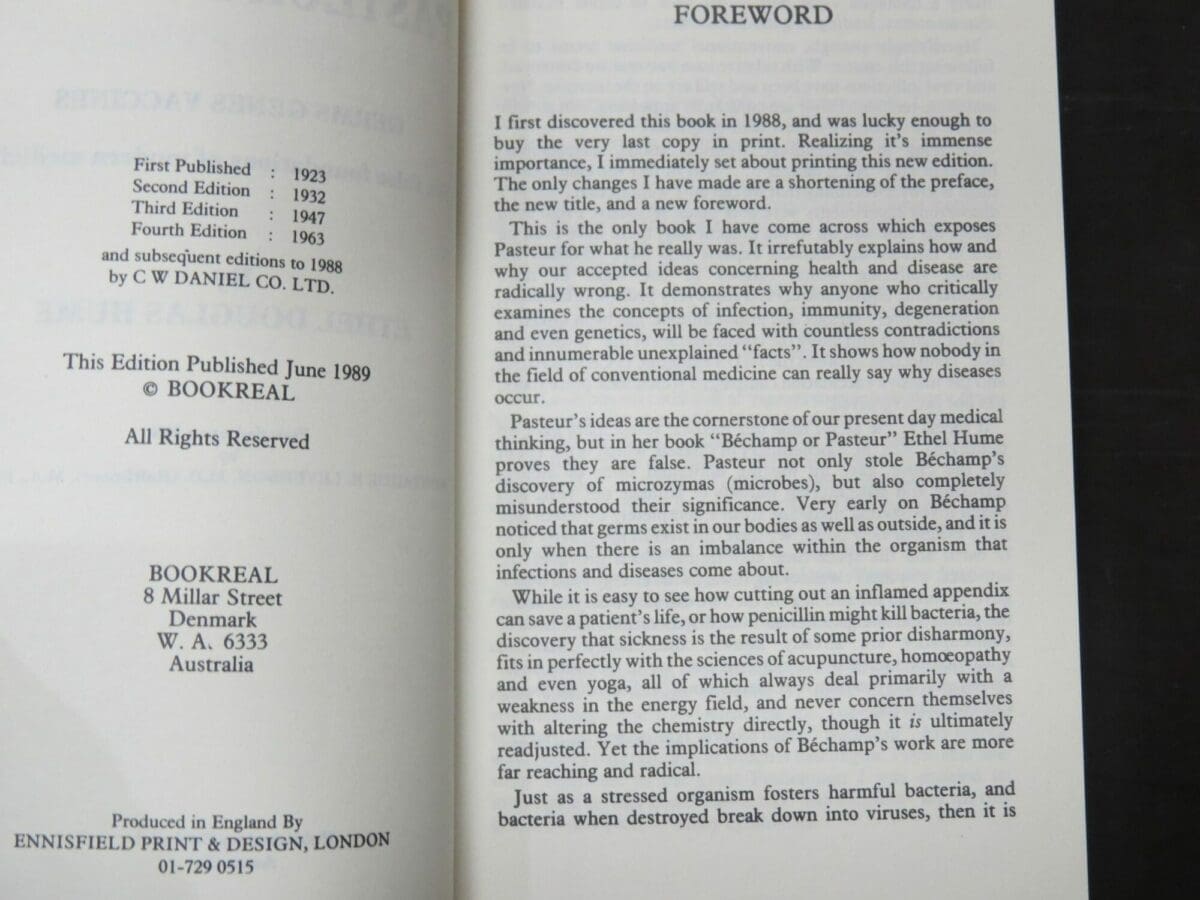 First Published : 1923
Second Edition : 1932
Third Edition : 1947
Fourth Edition : 1963
and subsequent editions to 1988
by C W DANIEL CO. LTD.
This Edition Published June 1989
© BOOKREAL
All Rights Reserved
BOOKREAL
8 Millar Street
Denmark
W. A. 6333
Australia
Produced in England By
ENNISFIELD PRINT & DESIGN, LONDON
01-729 0515
FOREWORD
I first discovered this book in 1988, and was lucky enough to
buy the very last copy in print. Realizing it's immense
importance, I immediately set about printing this new edition.
The only changes I have made are a shortening of the preface,
the new title, and a new foreword.
This is the only book I have come across which exposes
Pasteur for what he really was. It irrefutably explains how and
why our accepted ideas concerning health and disease are
radically wrong. It demonstrates why anyone who critically
examines the concepts of infection, immunity, degeneration
and even genetics, will be faced with countless contradictions
and innumerable unexplained "facts". It shows how nobody in
the field of conventional medicine can really say why diseases
occur.
Pasteur's ideas are the cornerstone of our present day medical
thinking, but in her book "Béchamp or Pasteur" Ethel Hume
proves they are false. Pasteur not only stole Béchamp's
discovery of microzymas (microbes), but also completely
misunderstood their significance. Very early on Béchamp
noticed that germs exist in our bodies as well as outside, and it is
only when there is an imbalance within the organism that
infections and diseases come about.
While it is easy to see how cutting out an inflamed appendix
can save a patient's life, or how penicillin might kill bacteria, the
discovery that sickness is the result of some prior disharmony,
fits in perfectly with the sciences of acupuncture, homœopathy
and even yoga, all of which always deal primarily with a
weakness in the energy field, and never concern themselves
with altering the chemistry directly, though it is ultimately
readjusted. Yet the implications of Béchamp's work are more
far reaching and radical.
Just as a stressed organism fosters harmful bacteria, and
bacteria when destroyed break down into viruses, then it is